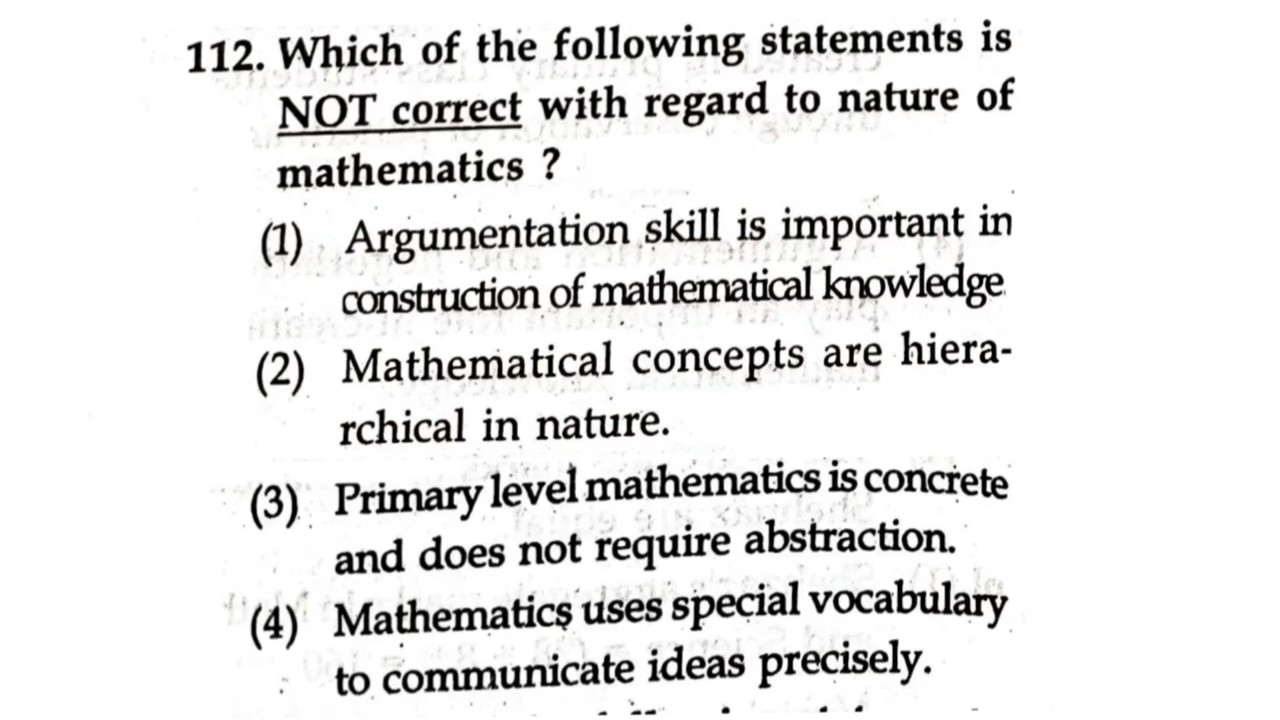 112. Which of the following statements is
NOT correct with regard to nature of
mathematics ?
(1) Argumentation skill is important in
construction of mathematical knowledge
(2) Mathematical concepts are hiera-
rchical in nature.
(3) Primary level mathematics is concrete
and does not require abstraction.
(4) Mathematics uses special vocabulary
to communicate ideas precisely.